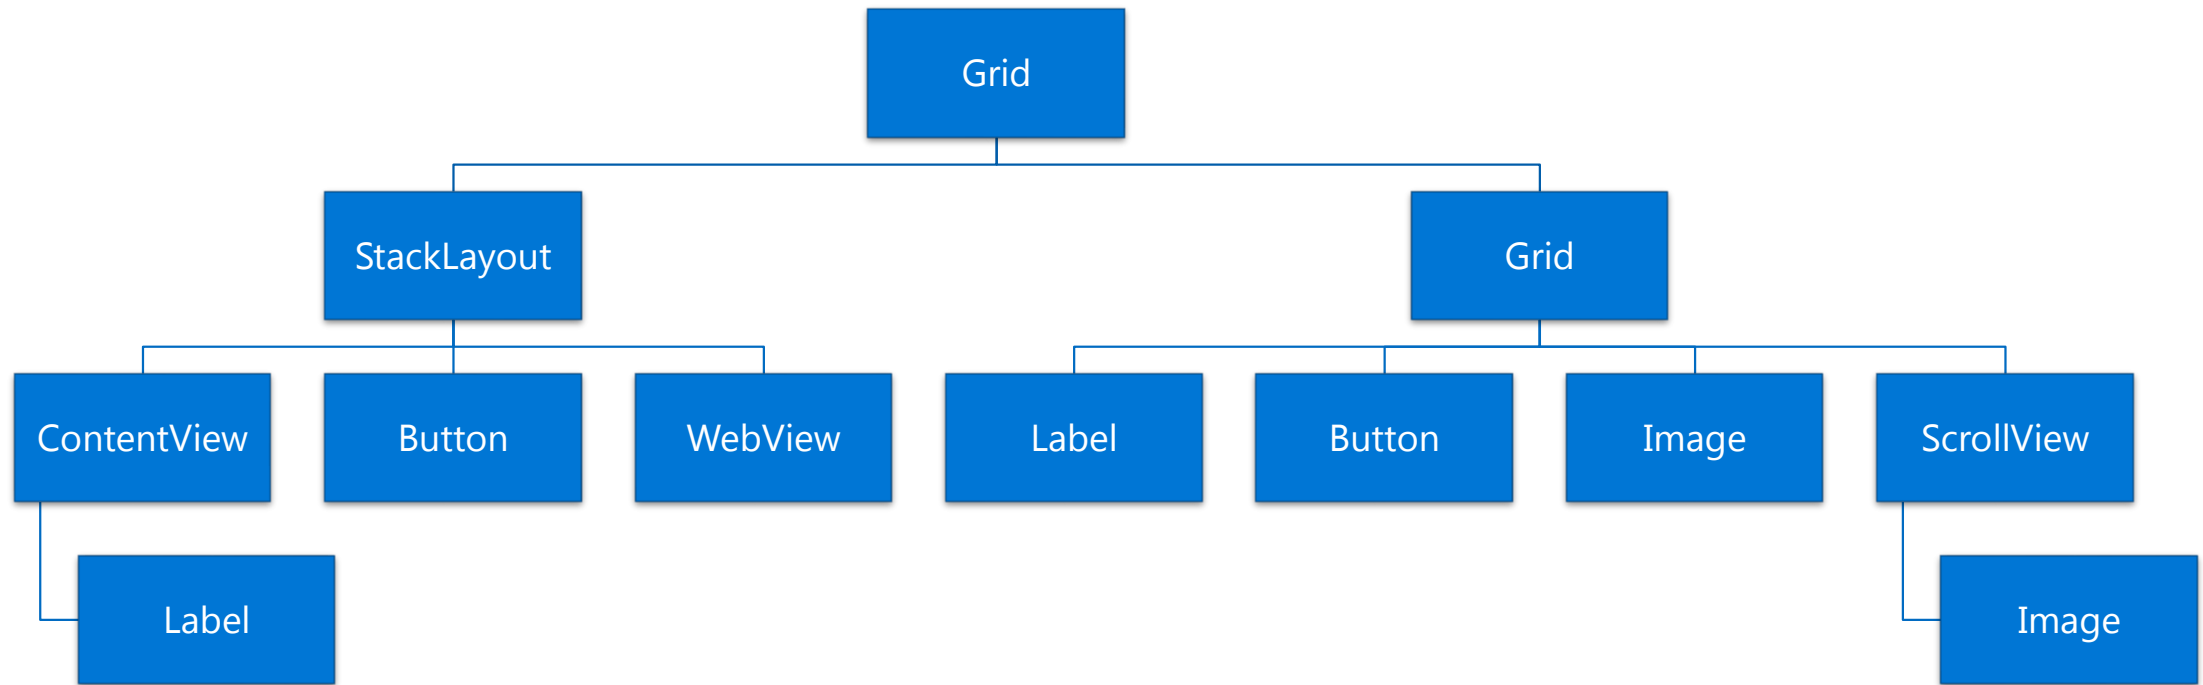 Grid
StackLayout
Grid
ContentView
Button
WebView
Label
Button
Image
ScrollView
Label
Image